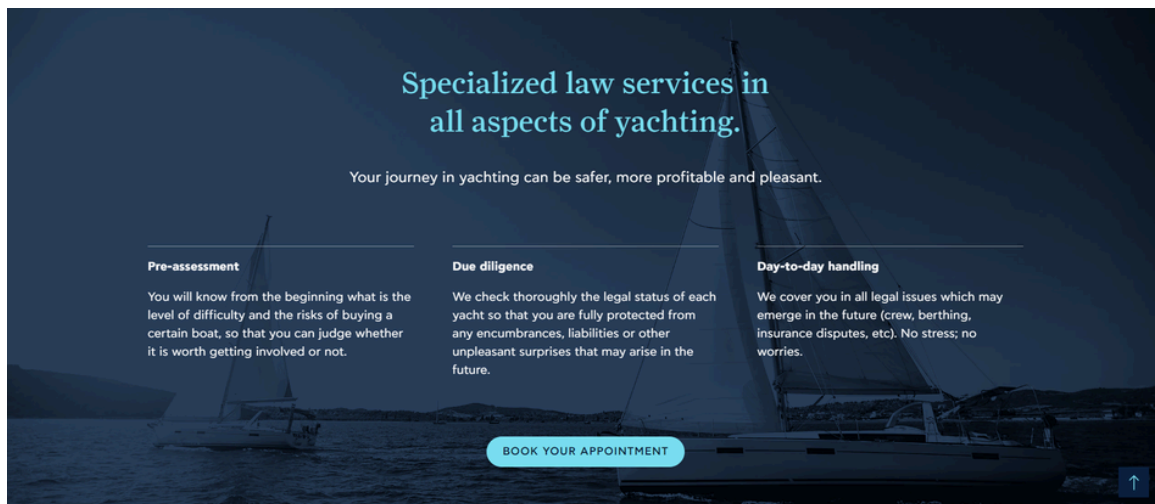 Specialized law services in
all aspects of yachting.
Your journey in yachting can be safer, more profitable and pleasant.
Pre-assessment
You will know from the beginning what is the
level of difficulty and the risks of buying a
certain boat, so that you can judge whether
it is worth getting involved or not.
Due diligence
We check thoroughly the legal status of each
yacht so that you are fully protected from
any encumbrances, liabilities or other
unpleasant surprises that may arise in the
future.
Day-to-day handling
We cover you in all legal issues which may
emerge in the future (crew, berthing,
insurance disputes, etc). No stress; no
worries.
BOOK YOUR APPOINTMENT